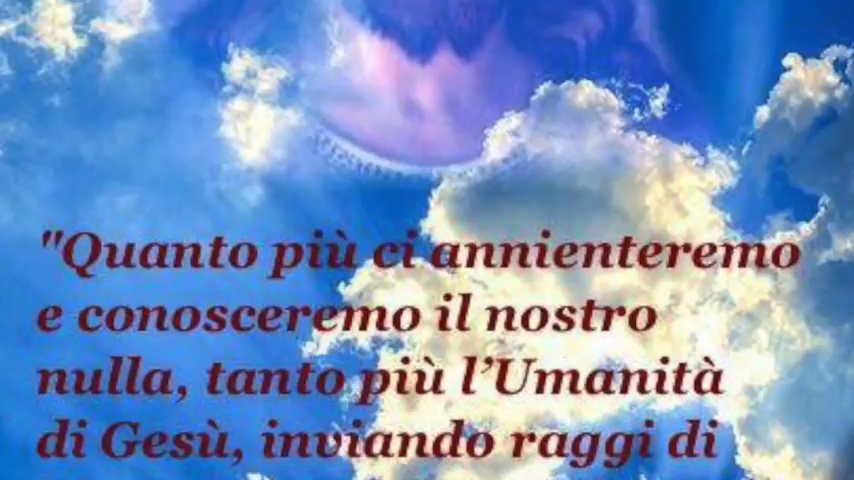 "Quanto più ci annienteremo
e conosceremo il nostro
nulla, tanto più l’Umanità
di Gesù, inviando raggi di